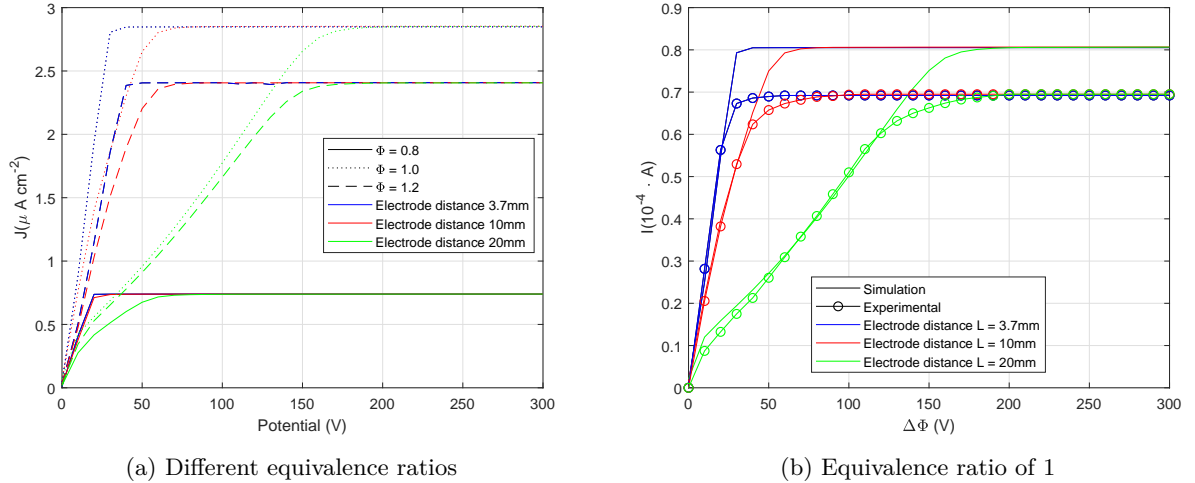 3
2.5
2
1.5
1
0.5
0
J(μ A cm⁻²)
Φ = 0.8
Φ = 1.0
Φ = 1.2
Electrode distance 3.7mm
Electrode distance 10mm
Electrode distance 20mm
0 50 100 150 200 250 300
Potential (V)
(a) Different equivalence ratios
0.9
0.8
0.7
0.6
0.5
0.4
0.3
0.2
0.1
0
I(10⁻⁴ · A)
Simulation
Experimental
Electrode distance L = 3.7mm
Electrode distance L = 10mm
Electrode distance L = 20mm
0 50 100 150 200 250 300
ΔΦ (V)
(b) Equivalence ratio of 1